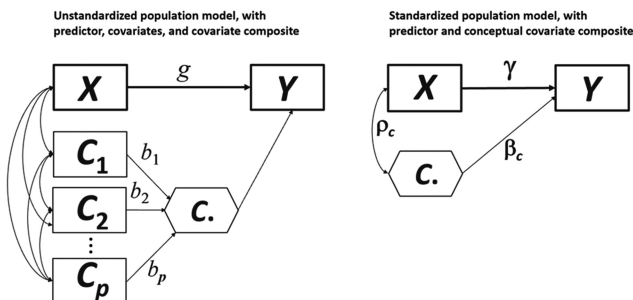 Unstandardized population model, with
predictor, covariates, and covariate composite
X
g
Y
C1
b1
C2
b2
C.
⋮
Cp
bp
Standardized population model, with
predictor and conceptual covariate composite
X
γ
Y
ρc
βc
C.